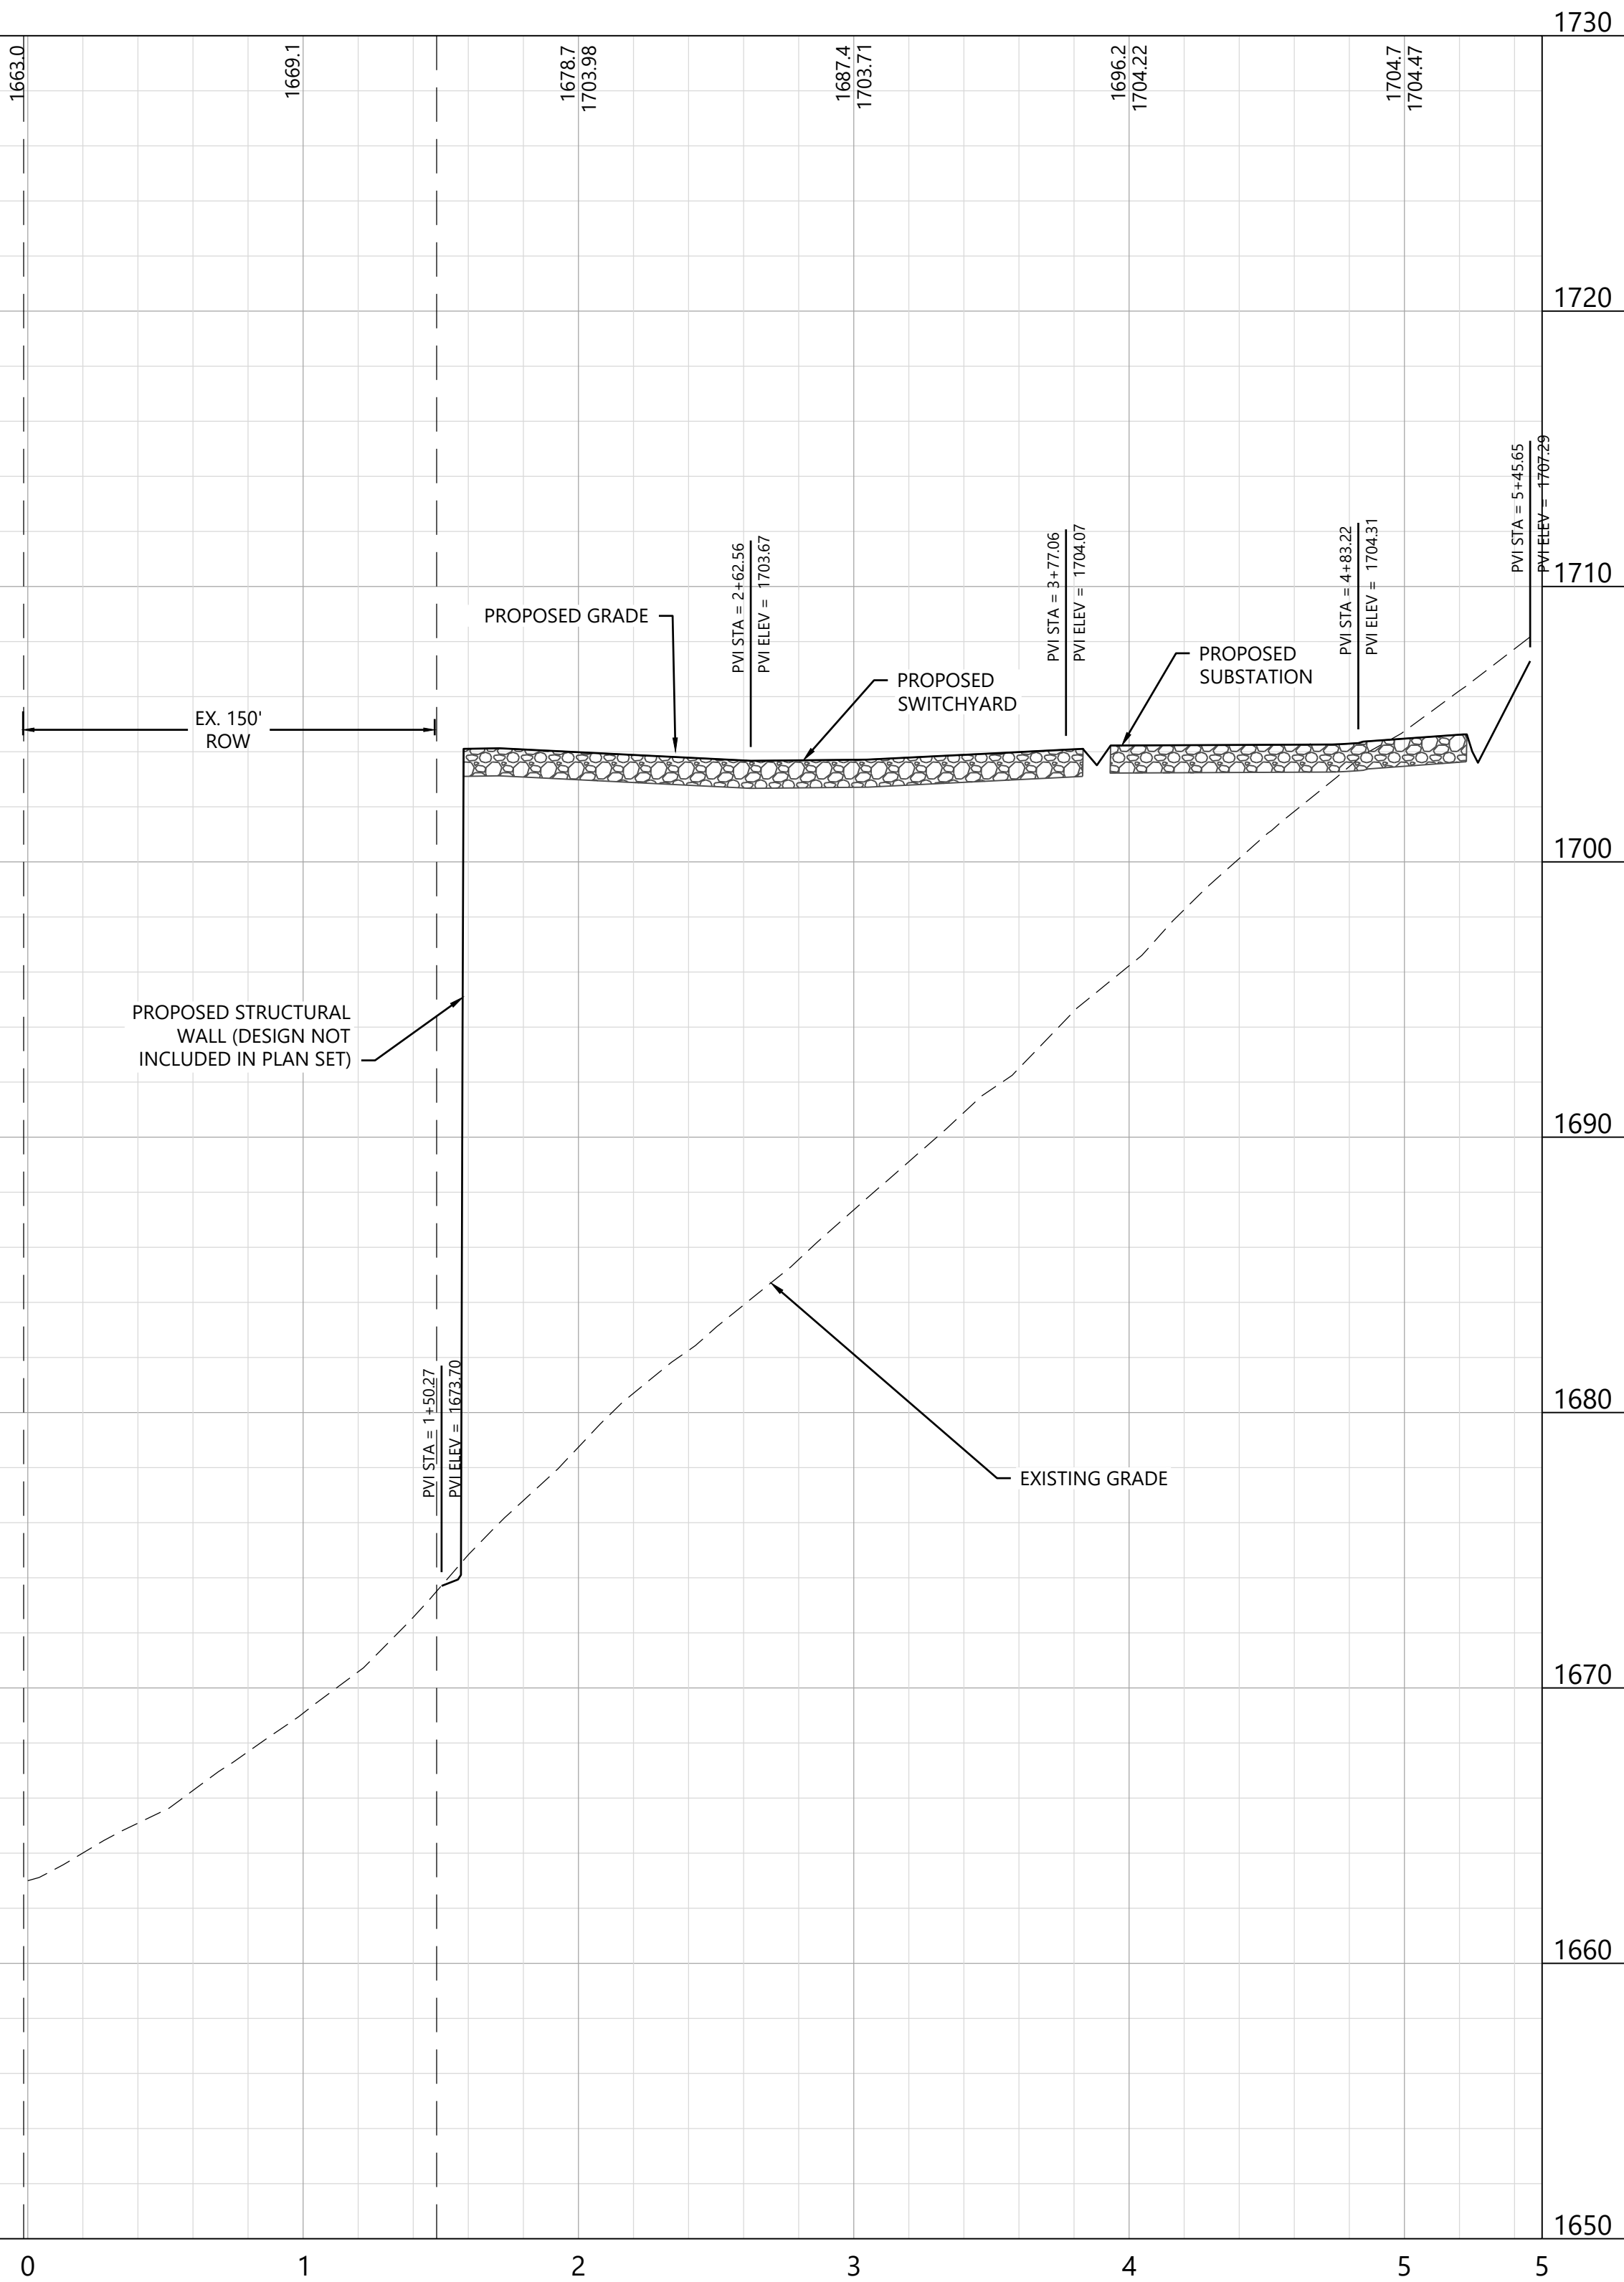 1730
1663.0
1669.1
1678.7
1703.98
1687.4
1703.71
1696.2
1704.22
1704.7
1704.47
1720
1710
1700
1690
1680
1670
1660
1650
PVI STA = 5+45.65
PVI ELEV = 1707.29
PVI STA = 4+83.22
PVI ELEV = 1704.31
PVI STA = 3+77.06
PVI ELEV = 1704.07
PVI STA = 2+62.56
PVI ELEV = 1703.67
PROPOSED GRADE
PROPOSED
SWITCHYARD
PROPOSED
SUBSTATION
EX. 150'
ROW
PROPOSED STRUCTURAL
WALL (DESIGN NOT
INCLUDED IN PLAN SET)
PVI STA = 1+50.27
PVI ELEV = 1673.70
EXISTING GRADE
0
1
2
3
4
5
5